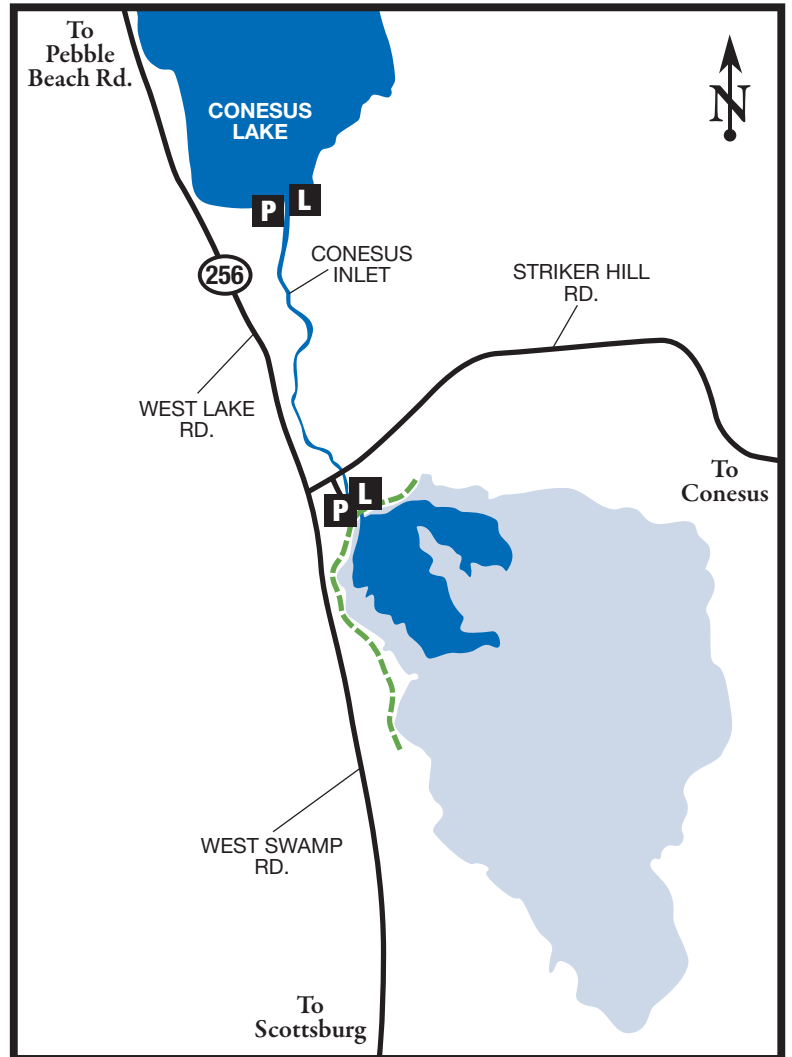 To
Pebble
Beach Rd.
CONESUS
LAKE
N
P
L
CONESUS
INLET
256
STRIKER HILL
RD.
WEST LAKE
RD.
To
Conesus
L
P
WEST SWAMP
RD.
To
Scottsburg